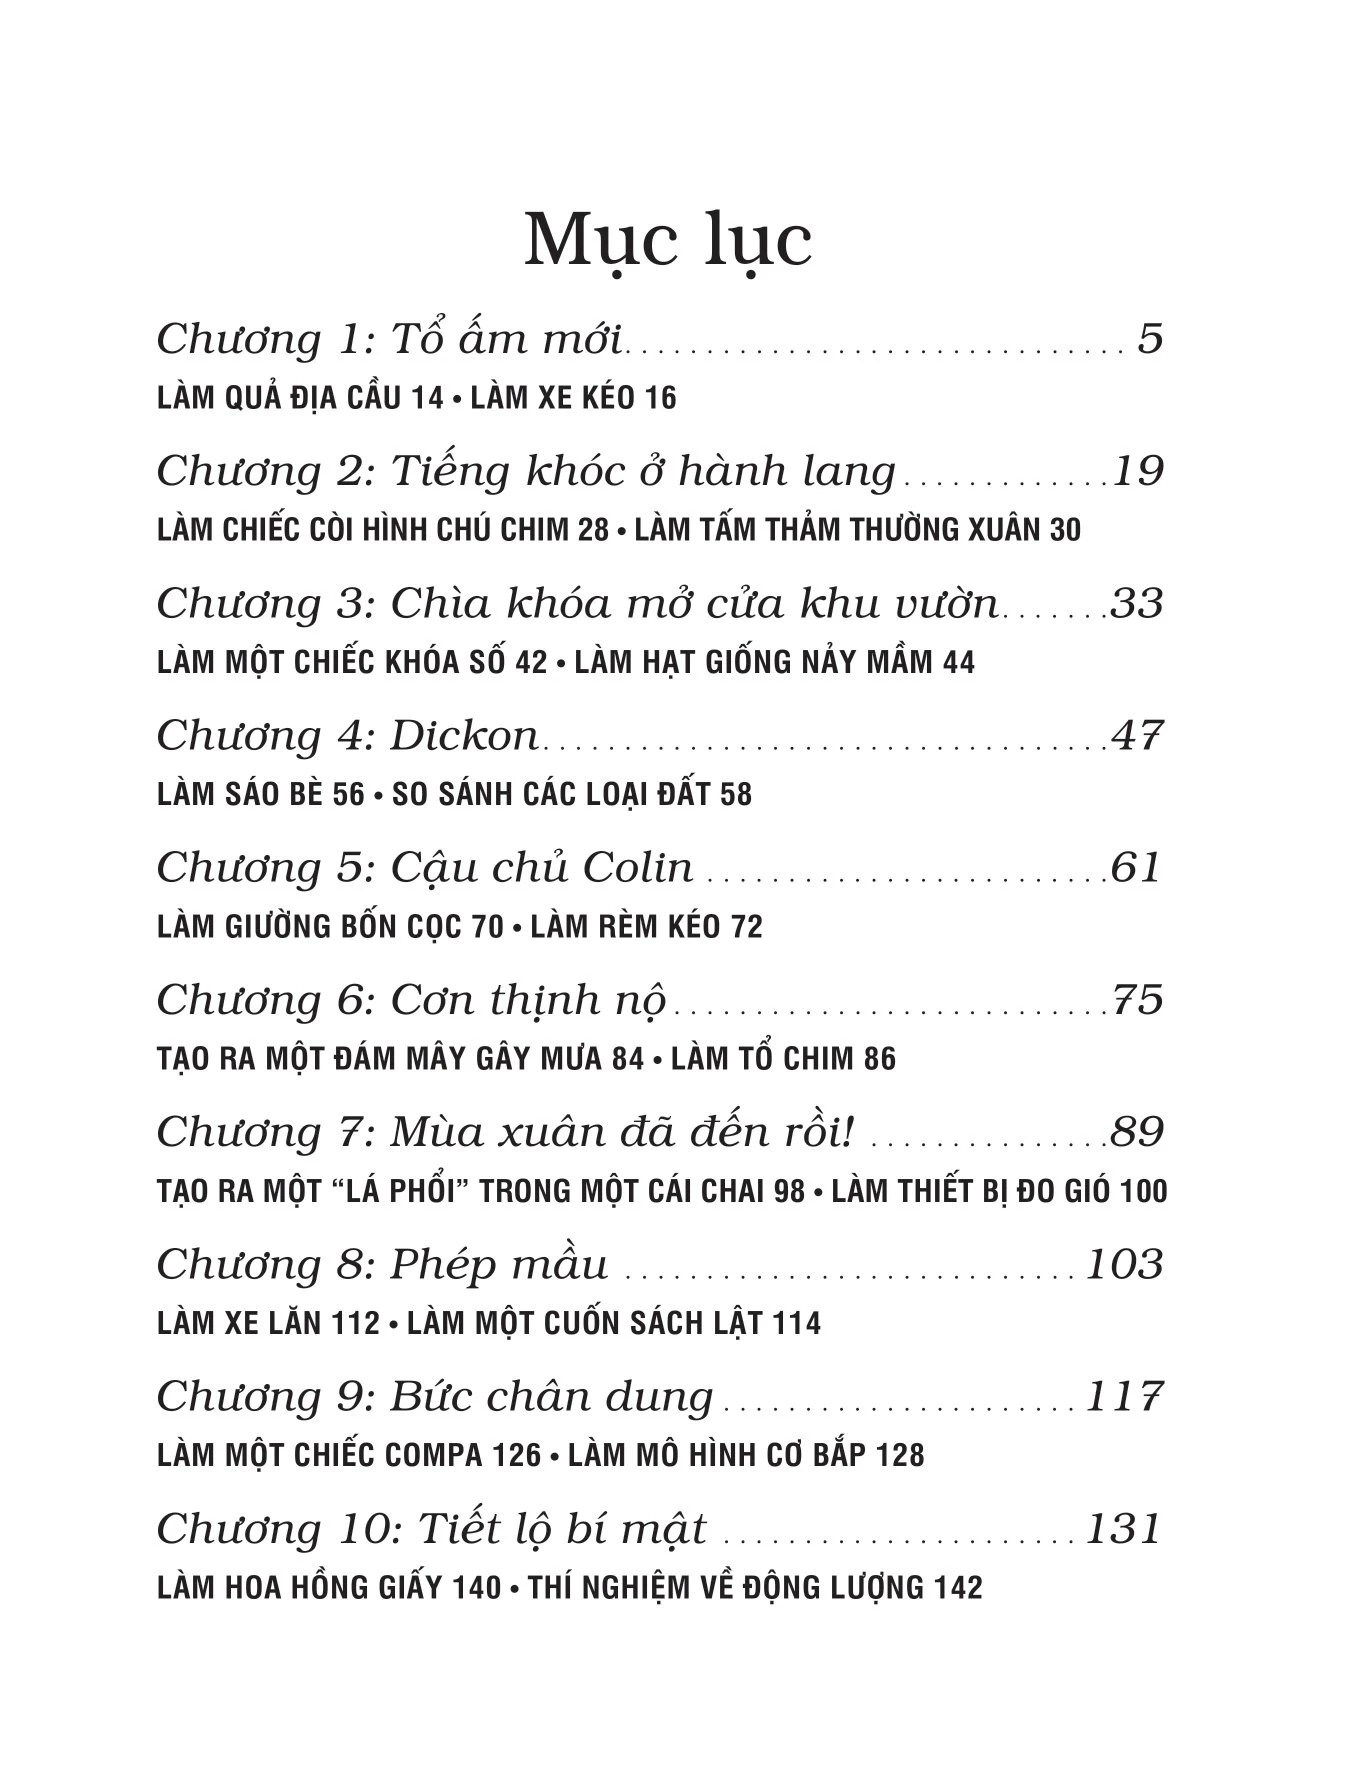 Mục lục
Chương 1: Tổ ấm mới. . . . . . . . . . . . . . . . . . . . . . . . . . . . . . . 5
LÀM QUẢ ĐỊA CẦU 14 • LÀM XE KÉO 16
Chương 2: Tiếng khóc ở hành lang . . . . . . . . . . . . . 19
LÀM CHIẾC CÒI HÌNH CHÚ CHIM 28 • LÀM TẤM THẢM THƯỜNG XUÂN 30
Chương 3: Chìa khóa mở cửa khu vườn. . . . . . . 33
LÀM MỘT CHIẾC KHÓA SỐ 42 • LÀM HẠT GIỐNG NẢY MẦM 44
Chương 4: Dickon. . . . . . . . . . . . . . . . . . . . . . . . . . . . . . . . . . . 47
LÀM SÁO BÈ 56 • SO SÁNH CÁC LOẠI ĐẤT 58
Chương 5: Cậu chủ Colin . . . . . . . . . . . . . . . . . . . . . . . . . 61
LÀM GIƯỜNG BỐN CỌC 70 • LÀM RÈM KÉO 72
Chương 6: Cơn thịnh nộ . . . . . . . . . . . . . . . . . . . . . . . . . . . 75
TẠO RA MỘT ĐÁM MÂY GÂY MƯA 84 • LÀM TỔ CHIM 86
Chương 7: Mùa xuân đã đến rồi! . . . . . . . . . . . . . . . 89
TẠO RA MỘT “LÁ PHỔI” TRONG MỘT CÁI CHAI 98 • LÀM THIẾT BỊ ĐO GIÓ 100
Chương 8: Phép mầu . . . . . . . . . . . . . . . . . . . . . . . . . . . . 103
LÀM XE LĂN 112 • LÀM MỘT CUỐN SÁCH LẬT 114
Chương 9: Bức chân dung . . . . . . . . . . . . . . . . . . . . . . 117
LÀM MỘT CHIẾC COMPA 126 • LÀM MÔ HÌNH CƠ BẮP 128
Chương 10: Tiết lộ bí mật . . . . . . . . . . . . . . . . . . . . . . 131
LÀM HOA HỒNG GIẤY 140 • THÍ NGHIỆM VỀ ĐỘNG LƯỢNG 142